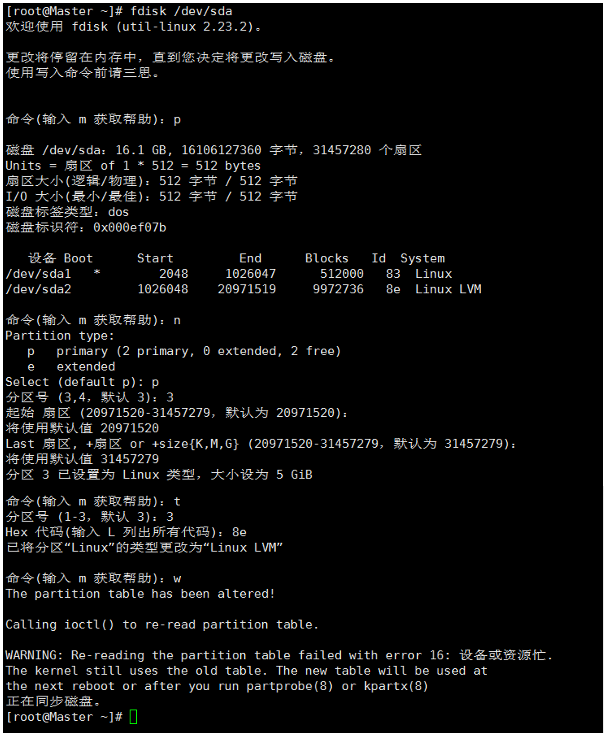 [root@Master ~]# fdisk /dev/sda
欢迎使用 fdisk (util-linux 2.23.2)。
更改将停留在内存中，直到您决定将更改写入磁盘。
使用写入命令前请三思。
命令(输入 m 获取帮助)：p
磁盘 /dev/sda：16.1 GB, 16106127360 字节，31457280 个扇区
Units = 扇区 of 1 * 512 = 512 bytes
扇区大小(逻辑/物理)：512 字节 / 512 字节
I/O 大小(最小/最佳)：512 字节 / 512 字节
磁盘标签类型：dos
磁盘标识符：0x000ef07b
设备 Boot      Start         End      Blocks   Id  System
/dev/sda1   *        2048     1026047      512000   83  Linux
/dev/sda2         1026048    20971519     9972736   8e  Linux LVM
命令(输入 m 获取帮助)：n
Partition type:
   p   primary (2 primary, 0 extended, 2 free)
   e   extended
Select (default p): p
分区号 (3,4，默认 3)：3
起始 扇区 (20971520-31457279，默认为 20971520)：
将使用默认值 20971520
Last 扇区, +扇区 or +size{K,M,G} (20971520-31457279，默认为 31457279)：
将使用默认值 31457279
分区 3 已设置为 Linux 类型，大小设为 5 GiB
命令(输入 m 获取帮助)：t
分区号 (1-3，默认 3)：3
Hex 代码(输入 L 列出所有代码)：8e
已将分区“Linux”的类型更改为“Linux LVM”
命令(输入 m 获取帮助)：w
The partition table has been altered!
Calling ioctl() to re-read partition table.
WARNING: Re-reading the partition table failed with error 16: 设备或资源忙.
The kernel still uses the old table. The new table will be used at
the next reboot or after you run partprobe(8) or kpartx(8)
正在同步磁盘。
[root@Master ~]#